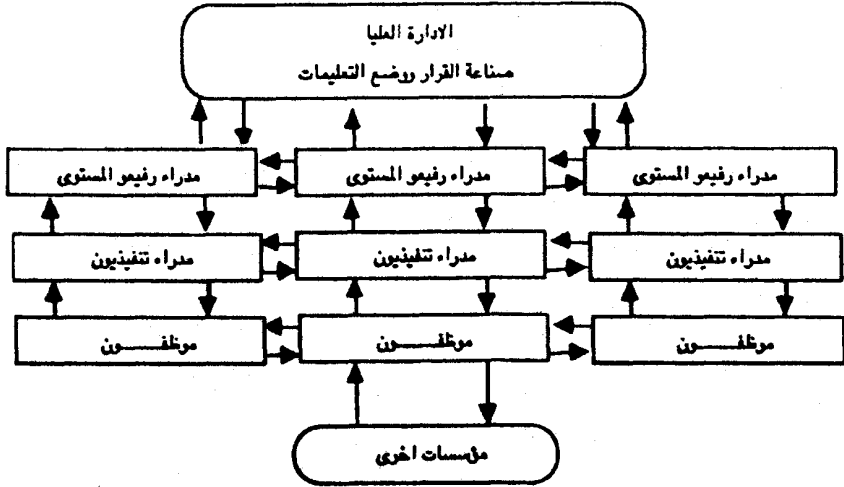 الادارة العليا
صناعة القرار ووضع التعليمات
مدراء رفيعو المستوى
مدراء رفيعو المستوى
مدراء رفيعو المستوى
مدراء تنفيذيون
مدراء تنفيذيون
مدراء تنفيذيون
موظفــــون
موظفــــون
موظفــــون
مؤسسات اخرى